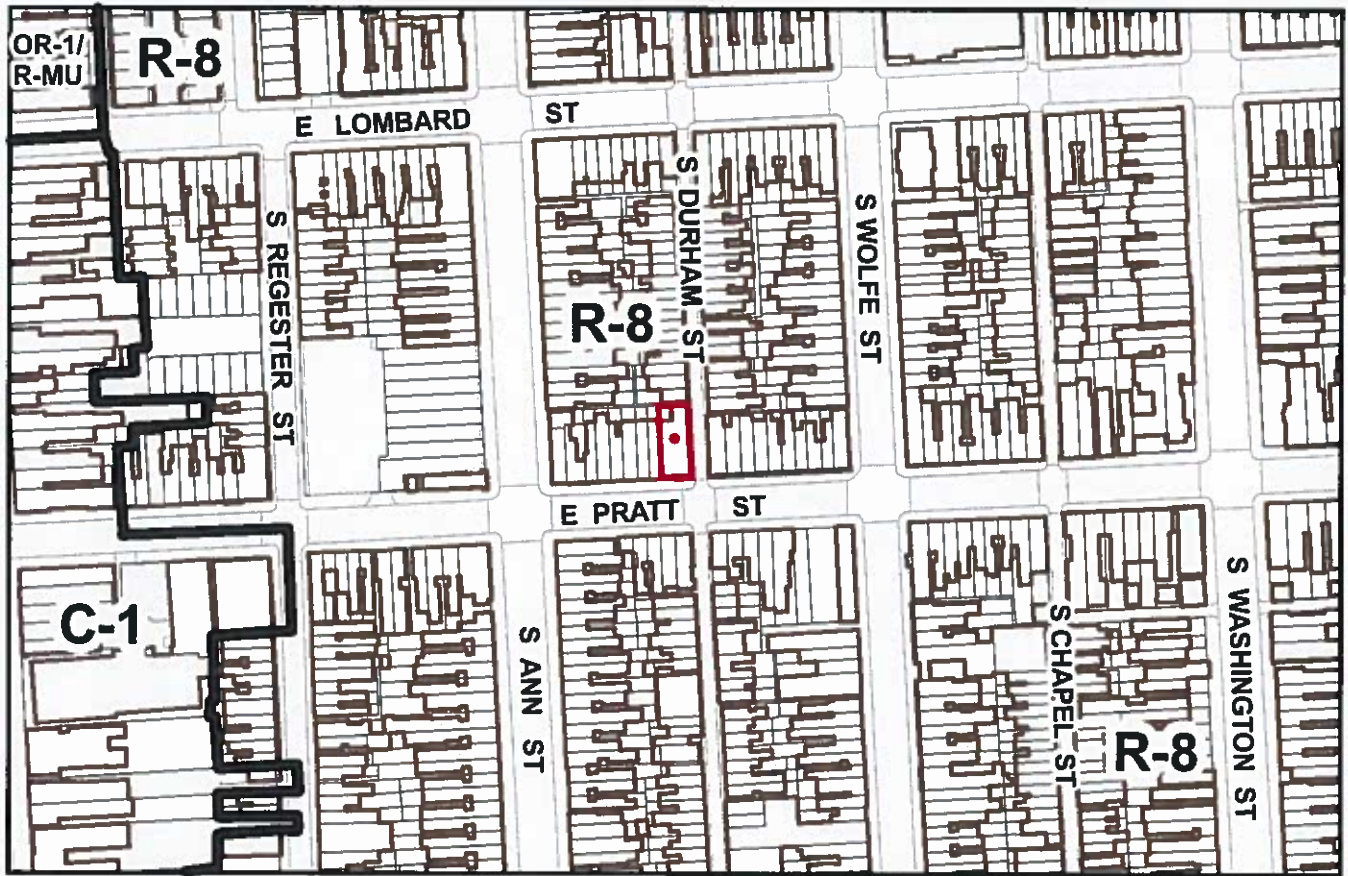 OR-1/
R-MU
R-8
E LOMBARD ST
S REGESTER ST
S DURHAM ST
S WOLFE ST
R-8
E PRATT ST
C-1
S ANN ST
S CHAPEL ST
S WASHINGTON ST
R-8